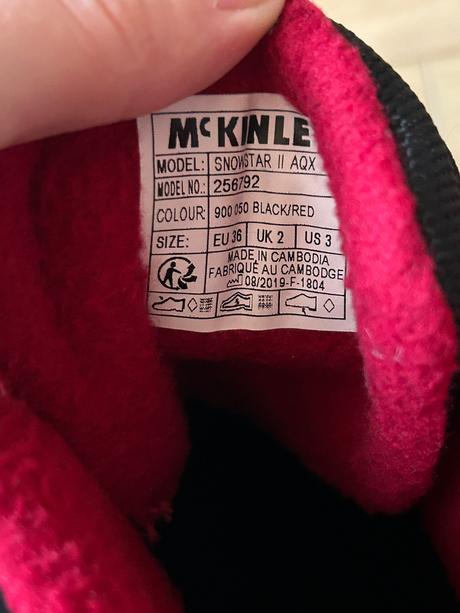 McKINLE
MODEL: SNOWSTAR II AQX
MODEL NO.: 256792
COLOUR: 900 050 BLACK/RED
SIZE: EU 36 UK 2 US 3
MADE IN CAMBODIA
FABRIQUÉ AU CAMBODGE
08/2019-F-1804